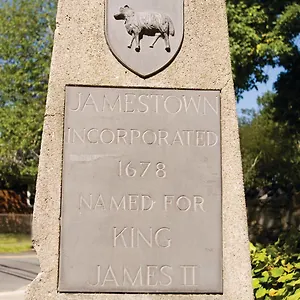 JAMESTOWN
INCORPORATED
1678
NAMED FOR
KING
JAMES II